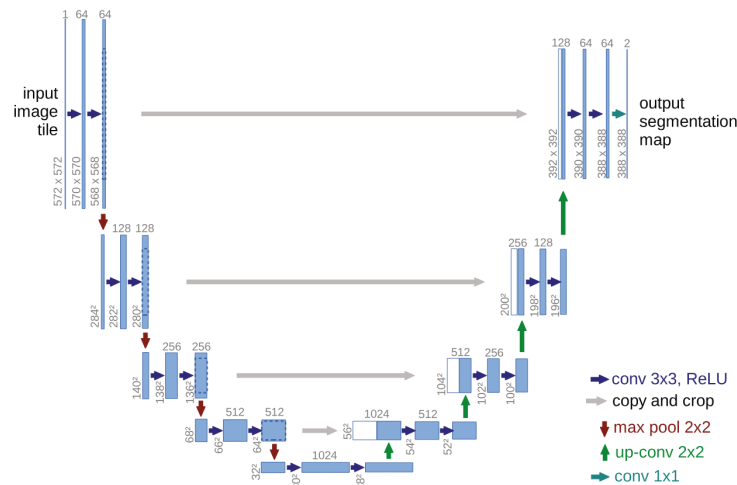 1 64 64
input
image
tile
572 x 572
570 x 570
568 x 568
128 64 64 2
output
segmentation
map
392 x 392
390 x 390
388 x 388
388 x 388
128 128
284²
282²
280²
256 128
200²
198²
196²
256 256
140²
138²
136²
512 256
104²
102²
100²
512 512
68²
66²
64²
1024 512
56²
54²
52²
1024
32²
0²
8²
conv 3x3, ReLU
copy and crop
max pool 2x2
up-conv 2x2
conv 1x1